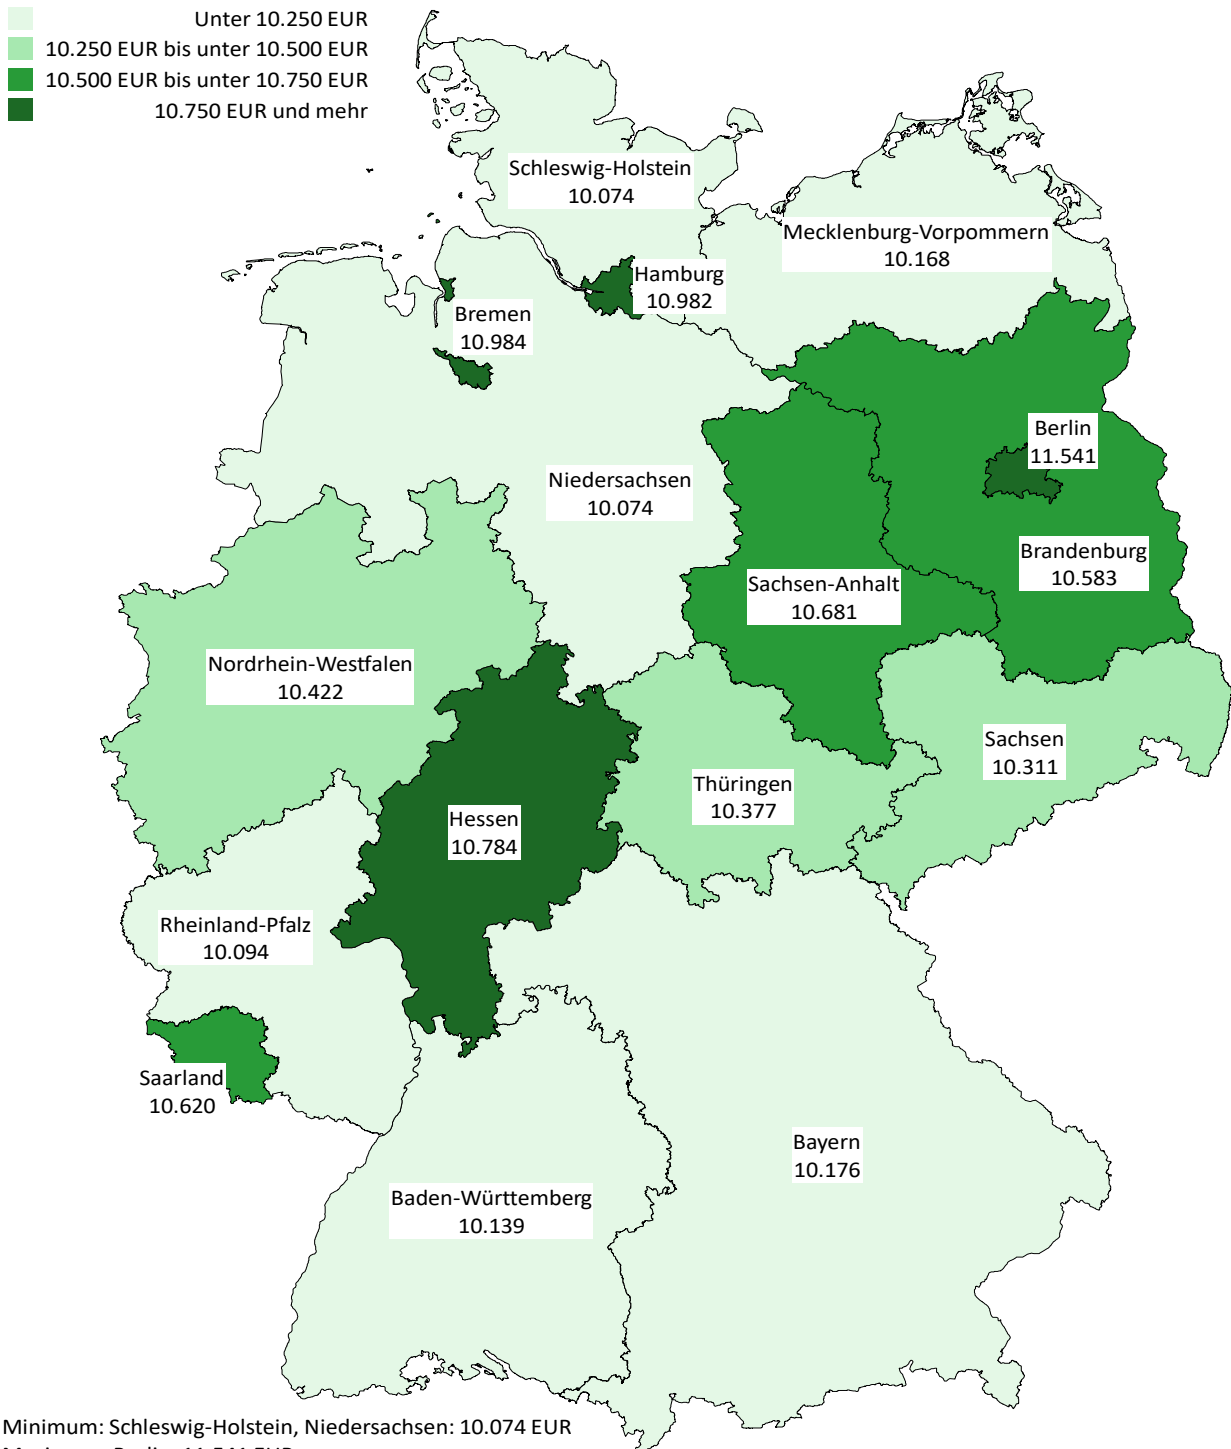 Unter 10.250 EUR
10.250 EUR bis unter 10.500 EUR
10.500 EUR bis unter 10.750 EUR
10.750 EUR und mehr
Schleswig-Holstein
10.074
Mecklenburg-Vorpommern
10.168
Hamburg
10.982
Bremen
10.984
Berlin
11.541
Niedersachsen
10.074
Brandenburg
10.583
Sachsen-Anhalt
10.681
Nordrhein-Westfalen
10.422
Sachsen
10.311
Thüringen
10.377
Hessen
10.784
Rheinland-Pfalz
10.094
Saarland
10.620
Bayern
10.176
Baden-Württemberg
10.139
Minimum: Schleswig-Holstein, Niedersachsen: 10.074 EUR